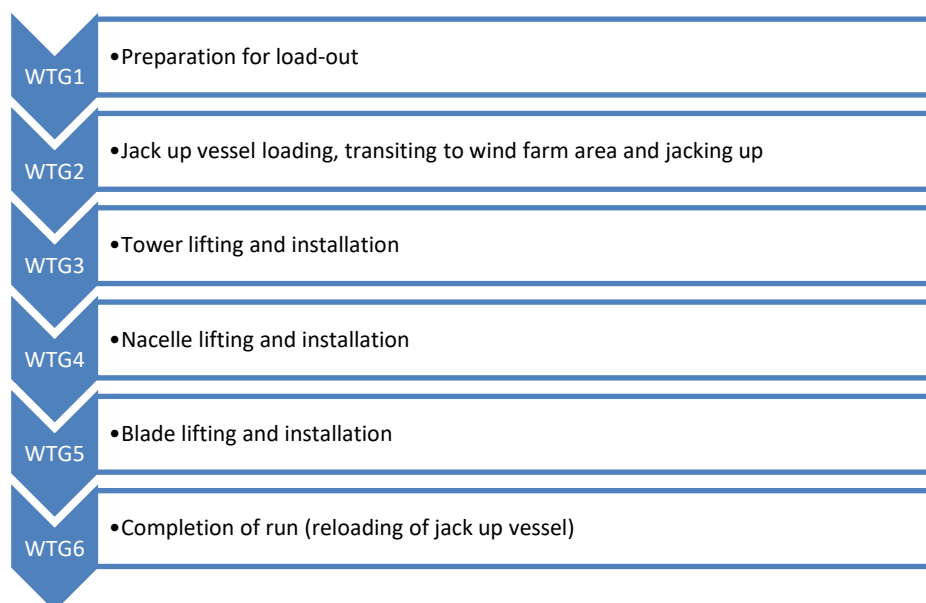 WTG1
•Preparation for load-out
WTG2
•Jack up vessel loading, transiting to wind farm area and jacking up
WTG3
•Tower lifting and installation
WTG4
•Nacelle lifting and installation
WTG5
•Blade lifting and installation
WTG6
•Completion of run (reloading of jack up vessel)